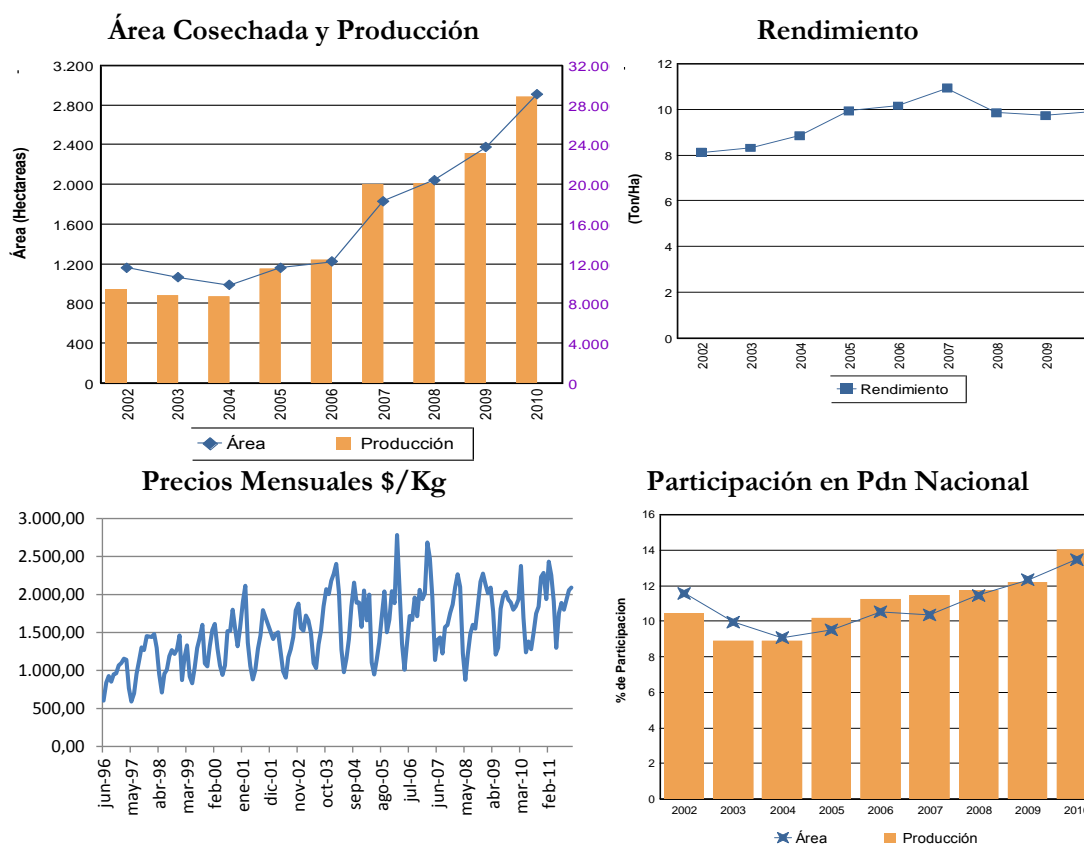 Área Cosechada y Producción
3.200
2.800
2.400
2.000
1.600
1.200
800
400
0
Área (Hectareas)
32.00
28.00
24.00
20.00
16.00
12.00
8.000
4.000
0
2002
2003
2004
2005
2006
2007
2008
2009
2010
Área
Producción
Rendimiento
12
10
8
6
4
2
0
(Ton/Ha)
2002
2003
2004
2005
2006
2007
2008
2009
Rendimiento
Precios Mensuales $/Kg
3.000,00
2.500,00
2.000,00
1.500,00
1.000,00
500,00
0,00
jun-96
may-97
abr-98
mar-99
feb-00
ene-01
dic-01
nov-02
oct-03
sep-04
ago-05
jul-06
jun-07
may-08
abr-09
mar-10
feb-11
Participación en Pdn Nacional
16
14
12
10
8
6
4
2
0
% de Participacion
2002
2003
2004
2005
2006
2007
2008
2009
2010
Área
Producción